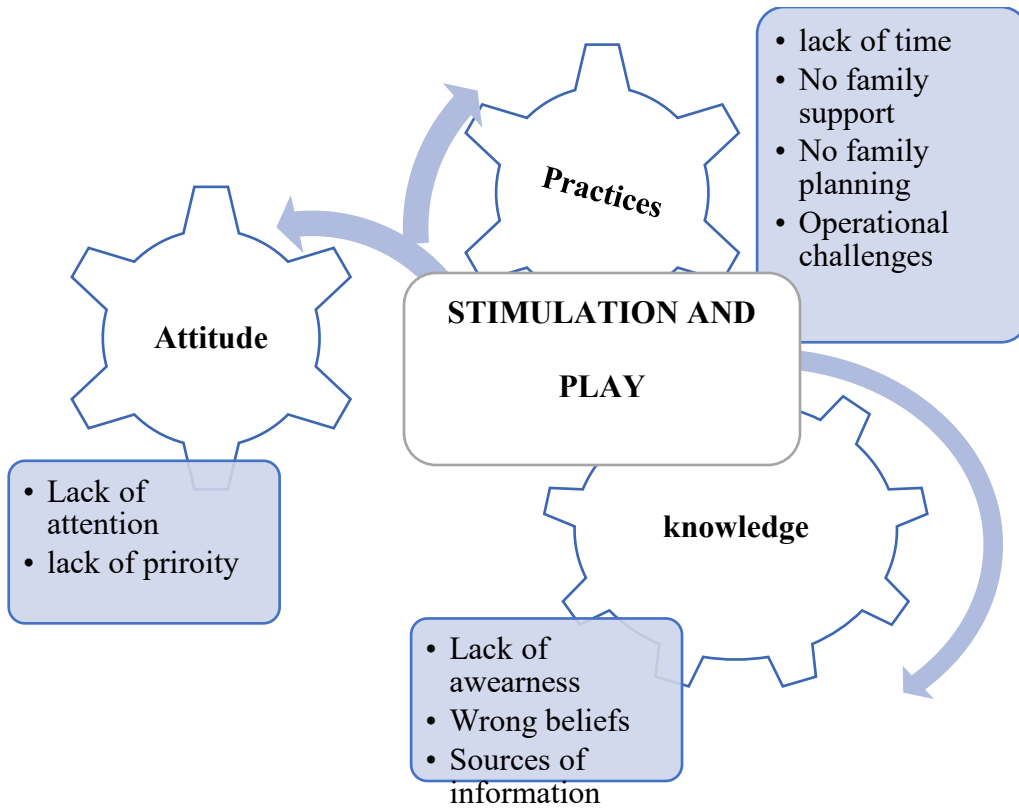 • lack of time
• No family
support
• No family
planning
• Operational
challenges
Practices
STIMULATION AND
PLAY
Attitude
• Lack of
attention
• lack of priroity
knowledge
• Lack of
awearness
• Wrong beliefs
• Sources of
information